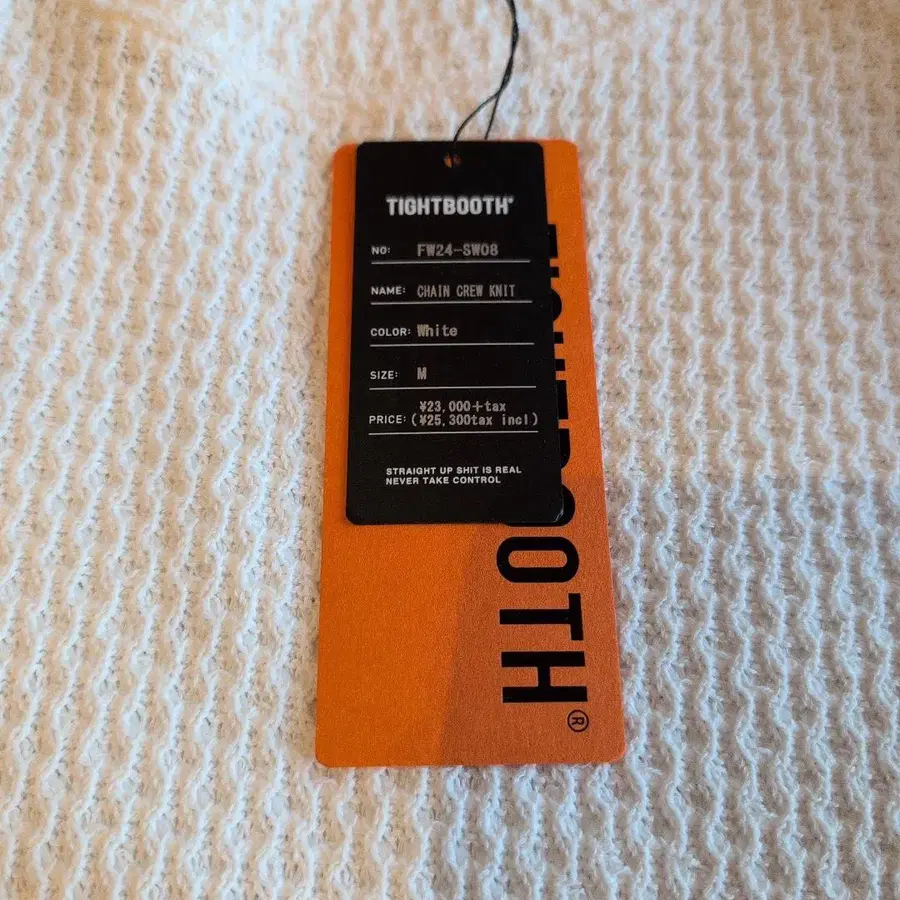 TIGHTBOOTH®
NO: FW24-SW08
NAME: CHAIN CREW KNIT
COLOR: White
SIZE: M
¥23,000+tax
PRICE: (¥25,300tax incl)
STRAIGHT UP SHIT IS REAL
NEVER TAKE CONTROL
OTH®